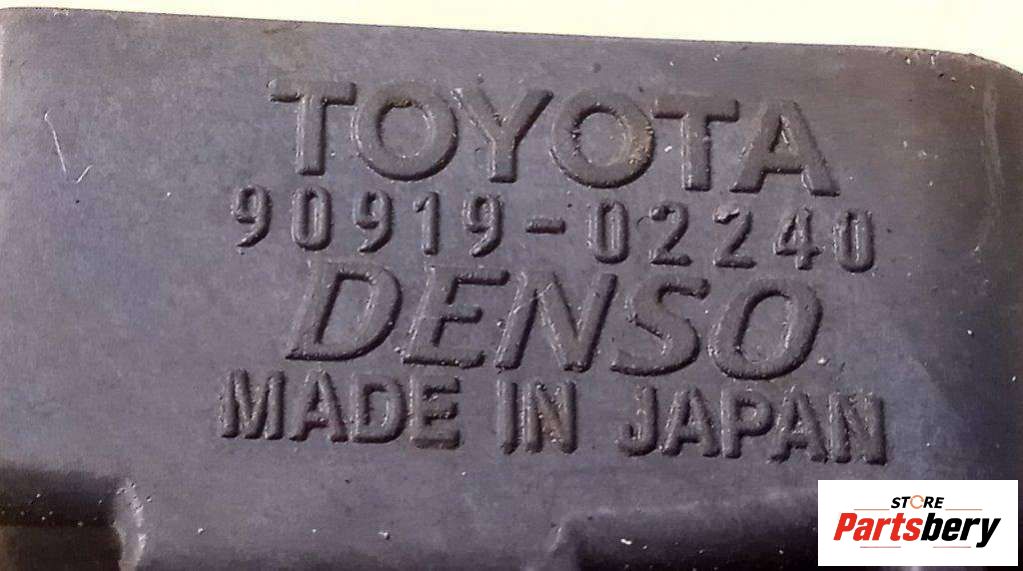 TOYOTA
90919-02240
DENSO
MADE IN JAPAN
STORE
Partsbery